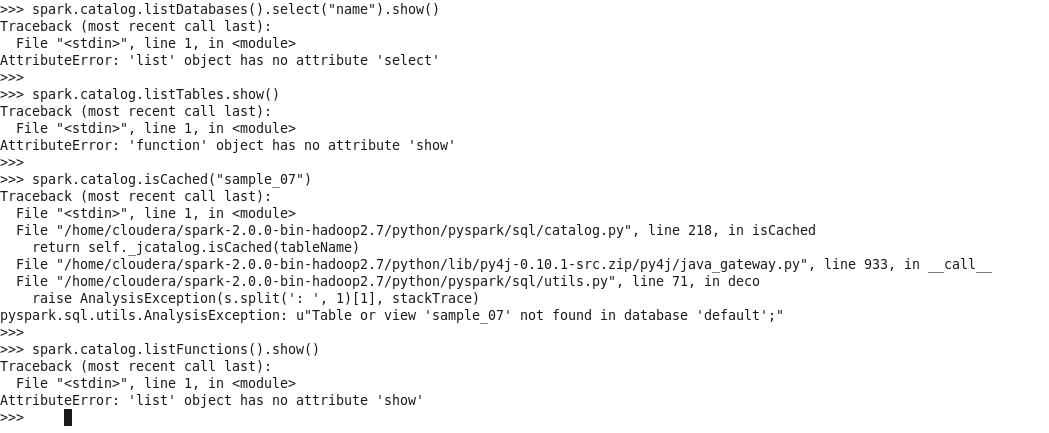 >>> spark.catalog.listDatabases().select("name").show()
Traceback (most recent call last):
  File "<stdin>", line 1, in <module>
AttributeError: 'list' object has no attribute 'select'
>>>
>>> spark.catalog.listTables.show()
Traceback (most recent call last):
  File "<stdin>", line 1, in <module>
AttributeError: 'function' object has no attribute 'show'
>>>
>>> spark.catalog.isCached("sample_07")
Traceback (most recent call last):
  File "<stdin>", line 1, in <module>
  File "/home/cloudera/spark-2.0.0-bin-hadoop2.7/python/pyspark/sql/catalog.py", line 218, in isCached
    return self._jcatalog.isCached(tableName)
  File "/home/cloudera/spark-2.0.0-bin-hadoop2.7/python/lib/py4j-0.10.1-src.zip/py4j/java_gateway.py", line 933, in __call__
  File "/home/cloudera/spark-2.0.0-bin-hadoop2.7/python/pyspark/sql/utils.py", line 71, in deco
    raise AnalysisException(s.split(': ', 1)[1], stackTrace)
pyspark.sql.utils.AnalysisException: u"Table or view 'sample_07' not found in database 'default';"
>>>
>>> spark.catalog.listFunctions().show()
Traceback (most recent call last):
  File "<stdin>", line 1, in <module>
AttributeError: 'list' object has no attribute 'show'
>>>